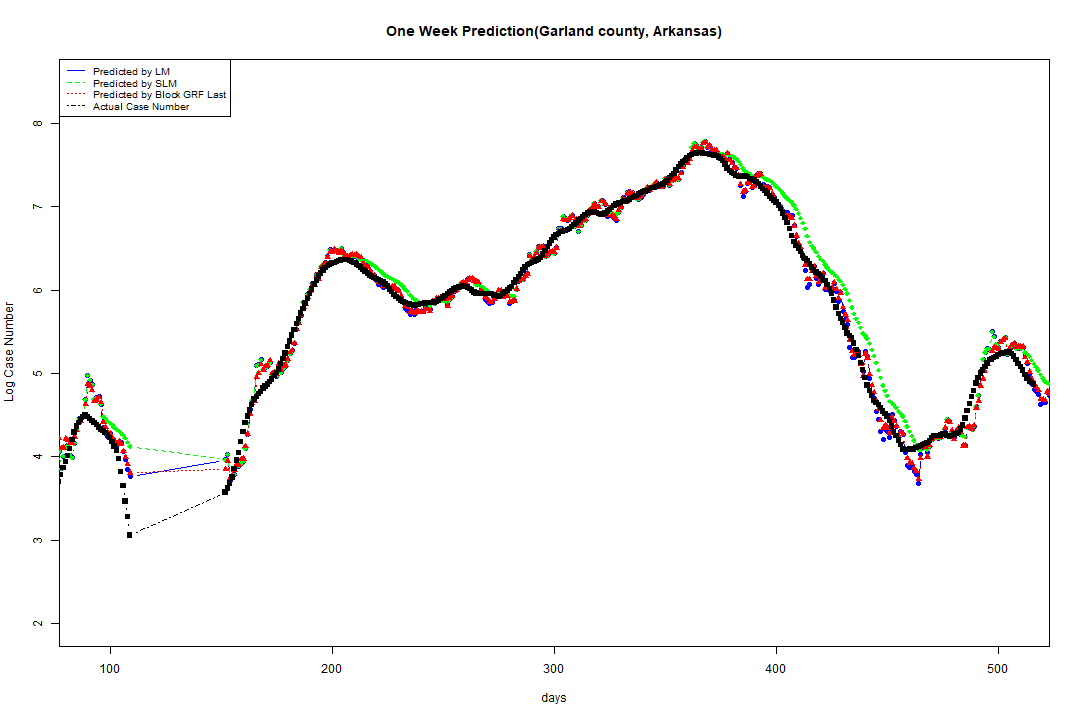 One Week Prediction(Garland county, Arkansas)
Predicted by LM
Predicted by SLM
Predicted by Block GRF Last
Actual Case Number
Log Case Number
8
7
6
5
4
3
2
100 200 300 400 500
days